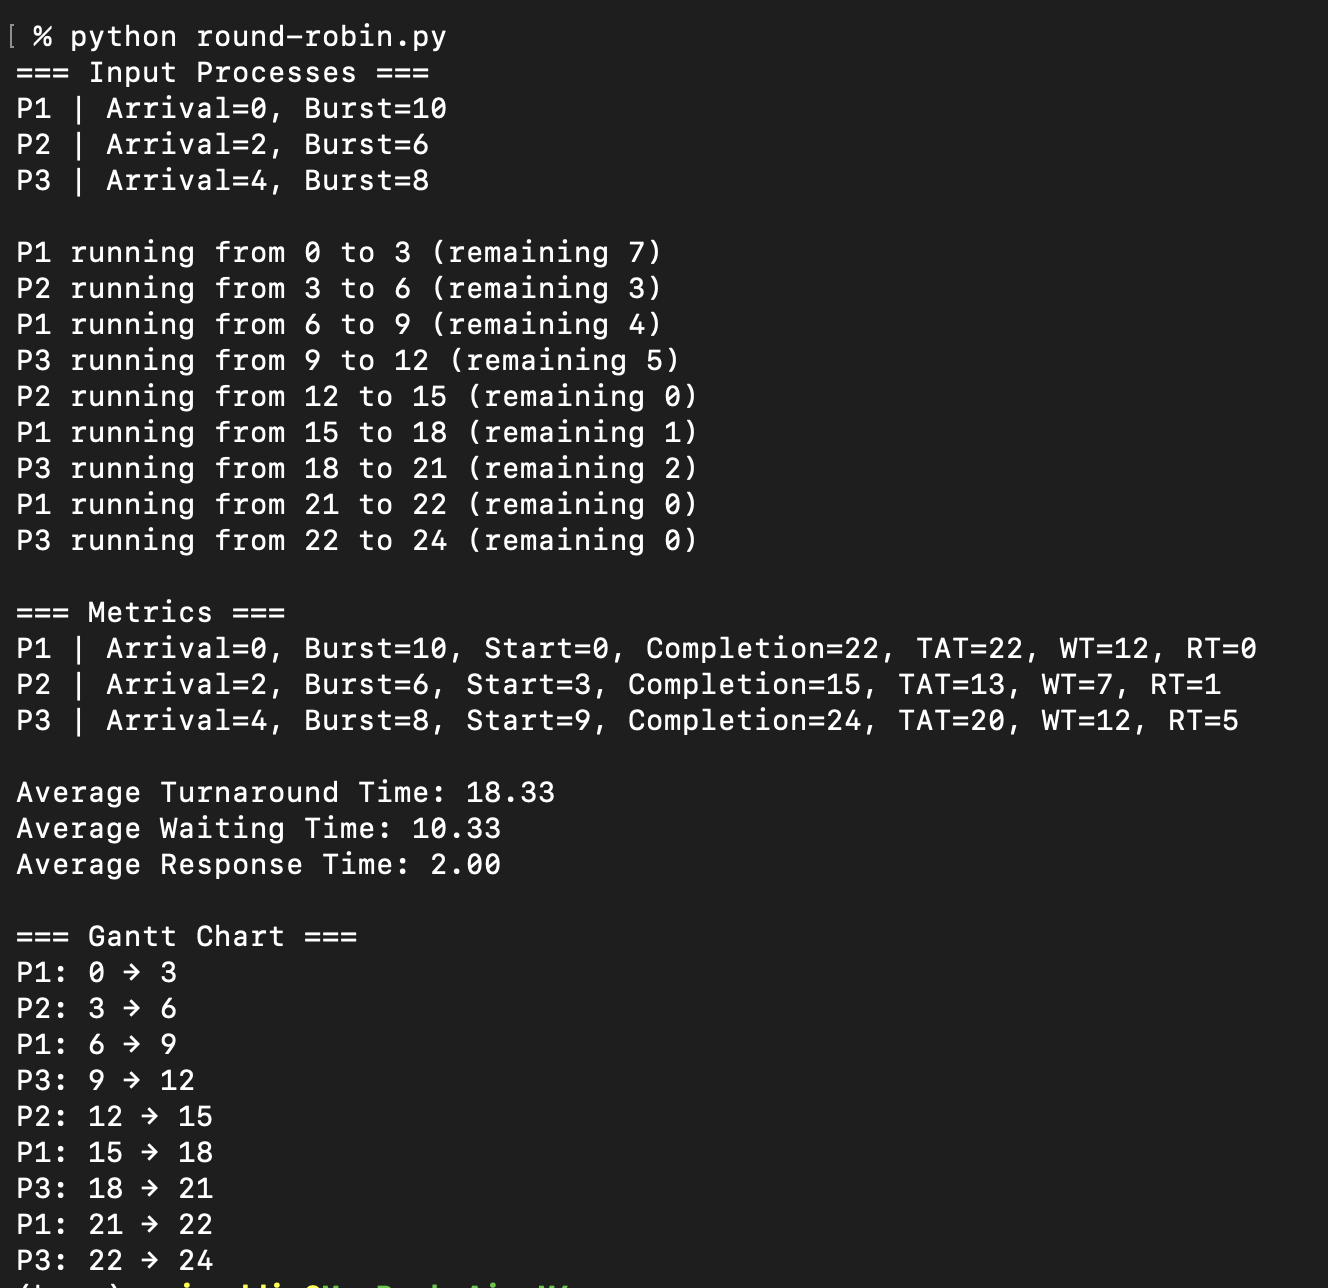 [ % python round-robin.py
=== Input Processes ===
P1 | Arrival=0, Burst=10
P2 | Arrival=2, Burst=6
P3 | Arrival=4, Burst=8
P1 running from 0 to 3 (remaining 7)
P2 running from 3 to 6 (remaining 3)
P1 running from 6 to 9 (remaining 4)
P3 running from 9 to 12 (remaining 5)
P2 running from 12 to 15 (remaining 0)
P1 running from 15 to 18 (remaining 1)
P3 running from 18 to 21 (remaining 2)
P1 running from 21 to 22 (remaining 0)
P3 running from 22 to 24 (remaining 0)
=== Metrics ===
P1 | Arrival=0, Burst=10, Start=0, Completion=22, TAT=22, WT=12, RT=0
P2 | Arrival=2, Burst=6, Start=3, Completion=15, TAT=13, WT=7, RT=1
P3 | Arrival=4, Burst=8, Start=9, Completion=24, TAT=20, WT=12, RT=5
Average Turnaround Time: 18.33
Average Waiting Time: 10.33
Average Response Time: 2.00
=== Gantt Chart ===
P1: 0 → 3
P2: 3 → 6
P1: 6 → 9
P3: 9 → 12
P2: 12 → 15
P1: 15 → 18
P3: 18 → 21
P1: 21 → 22
P3: 22 → 24